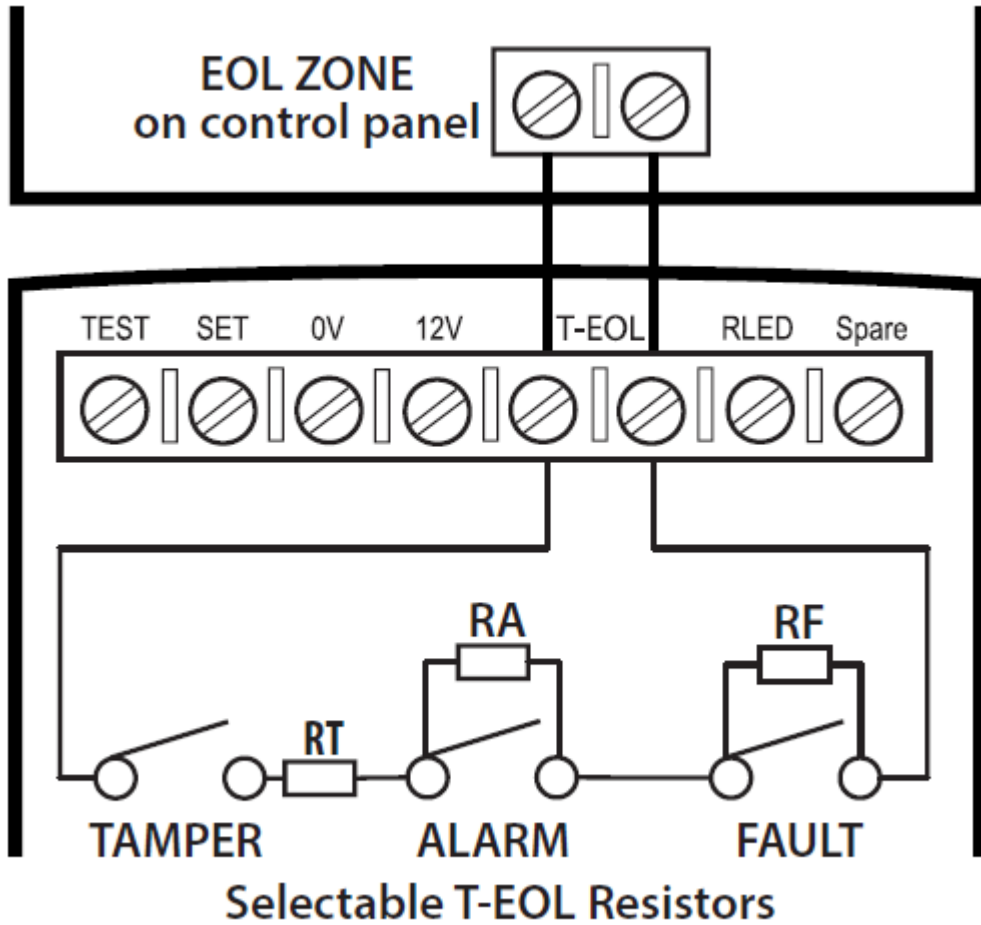 EOL ZONE
on control panel
TEST SET 0V 12V T-EOL RLED Spare
RA RF
RT
TAMPER ALARM FAULT
Selectable T-EOL Resistors